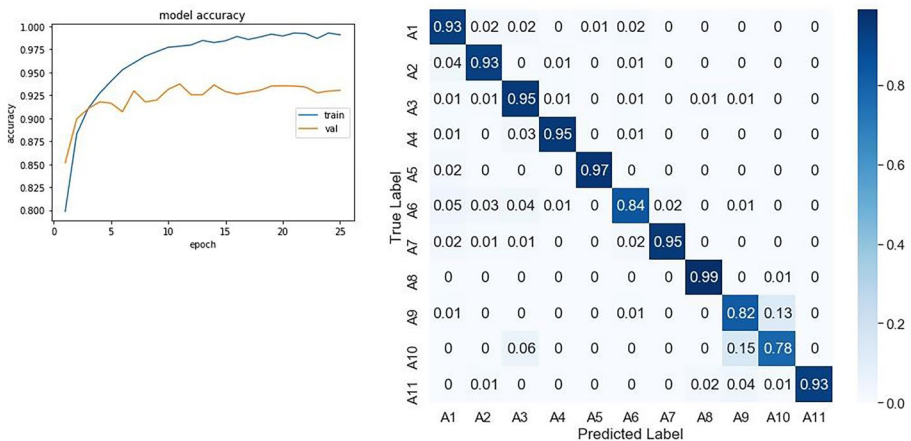 model accuracy
1.000
0.975
0.950
0.925
0.900
0.875
0.850
0.825
0.800
accuracy
0 5 10 15 20 25
epoch
train
val
True Label
A1 0.93 0.02 0.02 0 0.01 0.02 0 0 0 0 0
A2 0.04 0.93 0 0.01 0 0.01 0 0 0 0 0
A3 0.01 0.01 0.95 0.01 0 0.01 0 0.01 0.01 0 0
A4 0.01 0 0.03 0.95 0 0.01 0 0 0 0 0
A5 0.02 0 0 0 0.97 0 0 0 0 0 0
A6 0.05 0.03 0.04 0.01 0 0.84 0.02 0 0.01 0 0
A7 0.02 0.01 0.01 0 0 0.02 0.95 0 0 0 0
A8 0 0 0 0 0 0 0 0.99 0 0.01 0
A9 0.01 0 0 0 0 0.01 0 0 0.82 0.13 0
A10 0 0 0.06 0 0 0 0 0 0.15 0.78 0
A11 0 0.01 0 0 0 0 0 0.02 0.04 0.01 0.93
A1 A2 A3 A4 A5 A6 A7 A8 A9 A10 A11
Predicted Label
0.8
0.6
0.4
0.2
0.0